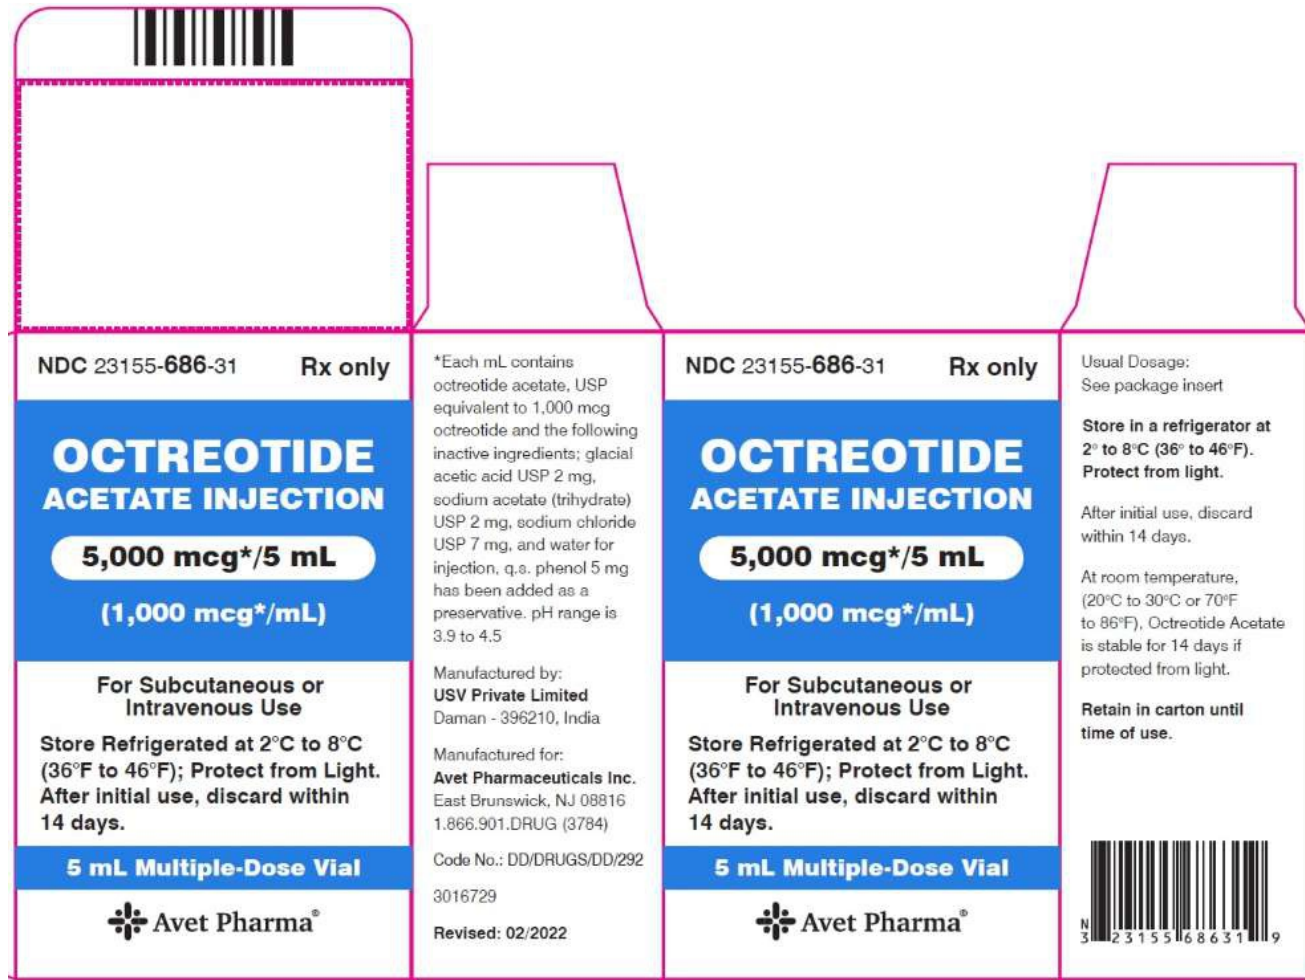 NDC 23155-686-31 Rx only
OCTREOTIDE
ACETATE INJECTION
5,000 mcg*/5 mL
(1,000 mcg*/mL)
For Subcutaneous or
Intravenous Use
Store Refrigerated at 2°C to 8°C
(36°F to 46°F); Protect from Light.
After initial use, discard within
14 days.
5 mL Multiple-Dose Vial
Avet Pharma®
*Each mL contains
octreotide acetate, USP
equivalent to 1,000 mcg
octreotide and the following
inactive ingredients; glacial
acetic acid USP 2 mg,
sodium acetate (trihydrate)
USP 2 mg, sodium chloride
USP 7 mg, and water for
injection, q.s. phenol 5 mg
has been added as a
preservative. pH range is
3.9 to 4.5
Manufactured by:
USV Private Limited
Daman - 396210, India
Manufactured for:
Avet Pharmaceuticals Inc.
East Brunswick, NJ 08816
1.866.901.DRUG (3784)
Code No.: DD/DRUGS/DD/292
3016729
Revised: 02/2022
NDC 23155-686-31 Rx only
OCTREOTIDE
ACETATE INJECTION
5,000 mcg*/5 mL
(1,000 mcg*/mL)
For Subcutaneous or
Intravenous Use
Store Refrigerated at 2°C to 8°C
(36°F to 46°F); Protect from Light.
After initial use, discard within
14 days.
5 mL Multiple-Dose Vial
Avet Pharma®
Usual Dosage:
See package insert
Store in a refrigerator at
2° to 8°C (36° to 46°F).
Protect from light.
After initial use, discard
within 14 days.
At room temperature,
(20°C to 30°C or 70°F
to 86°F), Octreotide Acetate
is stable for 14 days if
protected from light.
Retain in carton until
time of use.
N
3 23155 68631 9